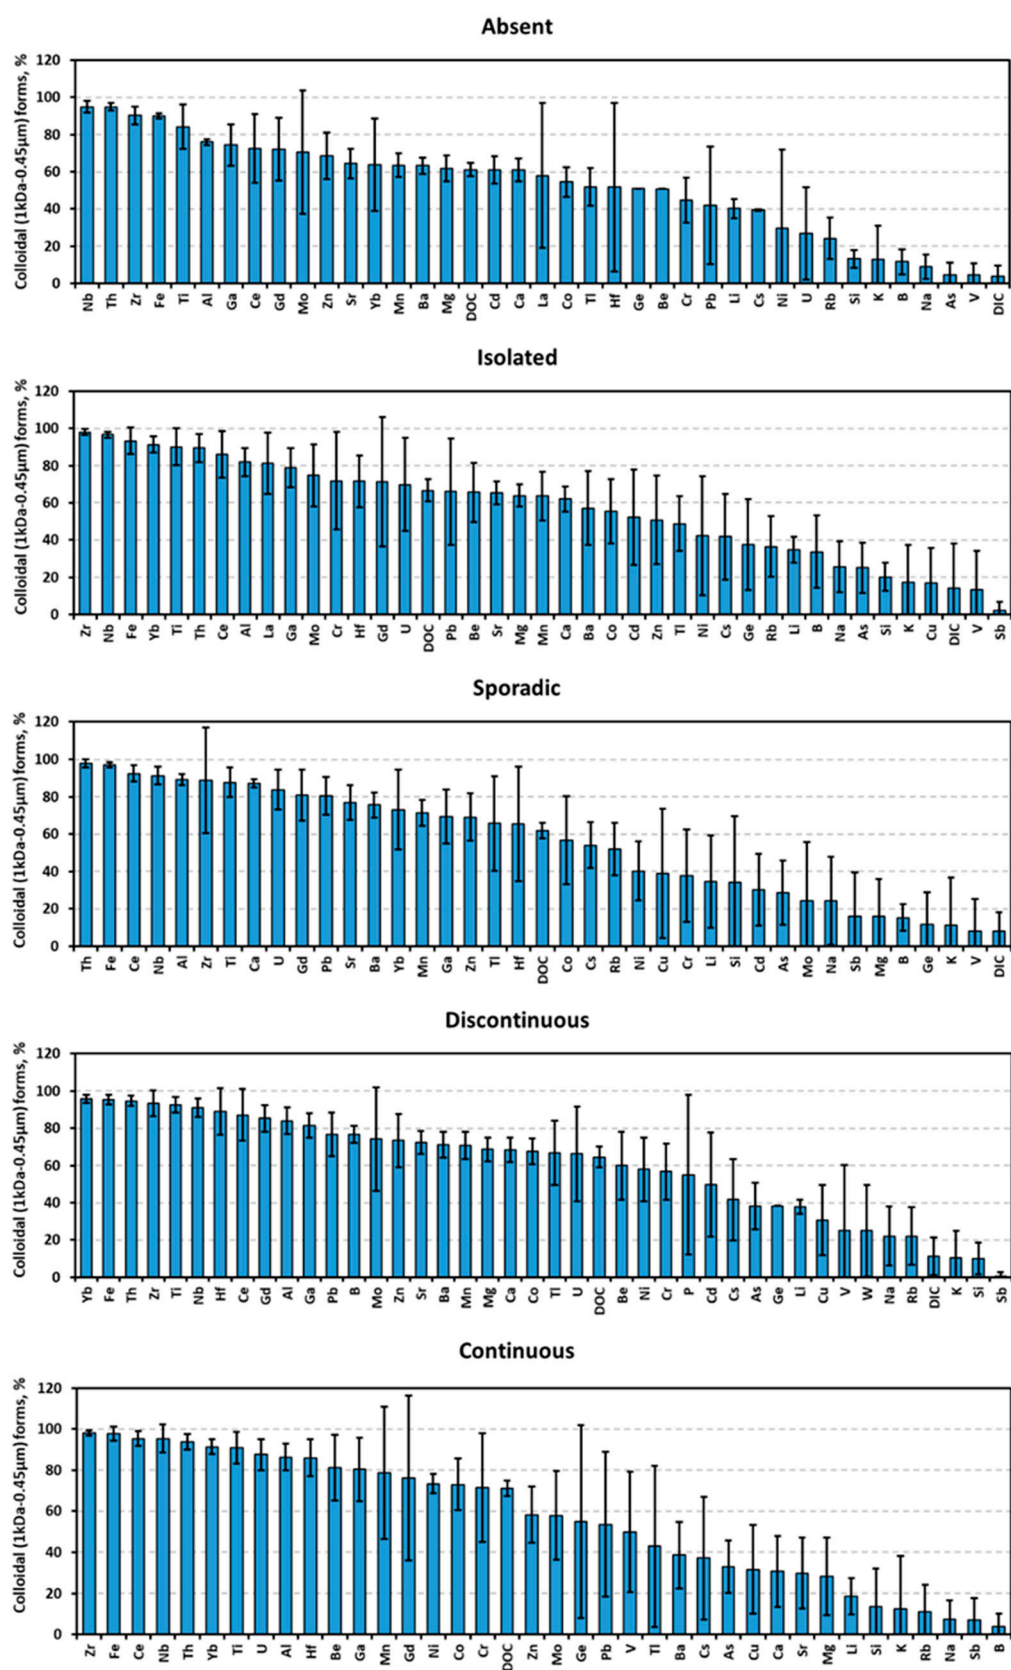 Absent
Colloidal (1kDa-0.45µm) forms, %
120
100
80
60
40
20
0
Nb Th Zr Fe Ti Al Ga Ce Gd Mo Zn Sr Yb Mn Ba Mg DOC Cd Ca La Co Tl Hf Ge Be Cr Pb Li Cs Ni U Rb Si K B Na As V DIC
Isolated
Colloidal (1kDa-0.45µm) forms, %
120
100
80
60
40
20
0
Zr Nb Fe Yb Ti Th Ce Al La Ga Mo Cr Hf Gd U DOC Pb Be Sr Mg Mn Ca Ba Co Cd Zn Tl Ni Cs Ge Rb Li B Na As Si K Cu DIC V Sb
Sporadic
Colloidal (1kDa-0.45µm) forms, %
120
100
80
60
40
20
0
Th Fe Ce Nb Al Zr Ti Ca U Gd Pb Sr Ba Yb Mn Ga Zn Tl Hf DOC Co Cs Rb Ni Cu Cr Li Si Cd As Mo Na Sb Mg B Ge K V DIC
Discontinuous
Colloidal (1kDa-0.45µm) forms, %
120
100
80
60
40
20
0
Yb Fe Th Zr Ti Nb Hf Ce Gd Al Ga Pb B Mo Zn Sr Ba Mn Mg Ca Co Tl U DOC Be Ni Cr P Cd Cs As Ge Li Cu V W Na Rb DIC K Si Sb
Continuous
Colloidal (1kDa-0.45µm) forms, %
120
100
80
60
40
20
0
Zr Fe Ce Nb Th Yb Ti U Al Hf Be Ga Mn Gd Ni Co Cr DOC Zn Mo Ge Pb V Tl Ba Cs As Cu Ca Sr Mg Li Si K Rb Na Sb B